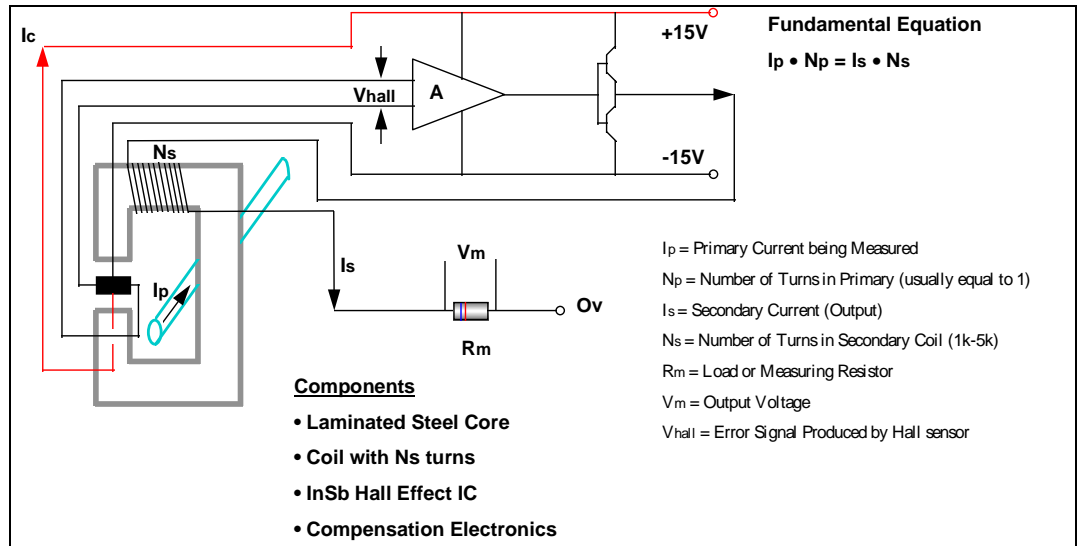 Ic
+15V
Fundamental Equation
Ip • Np = Is • Ns
Vhall
A
Ns
-15V
Ip
Is
Vm
Ov
Rm
Ip = Primary Current being Measured
Np = Number of Turns in Primary (usually equal to 1)
Is = Secondary Current (Output)
Ns = Number of Turns in Secondary Coil (1k-5k)
Rm = Load or Measuring Resistor
Vm = Output Voltage
Vhall = Error Signal Produced by Hall sensor
Components
• Laminated Steel Core
• Coil with Ns turns
• InSb Hall Effect IC
• Compensation Electronics